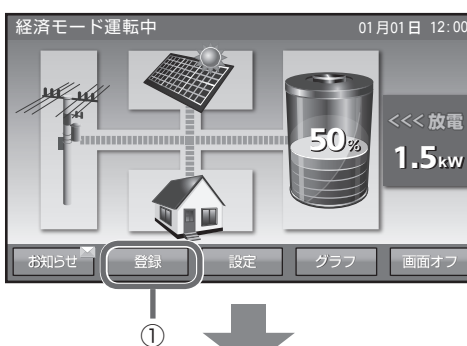 経済モード運転中 01月01日 12:00
<<< 放電
50%
1.5kW
お知らせ 登録 設定 グラフ 画面オフ
①